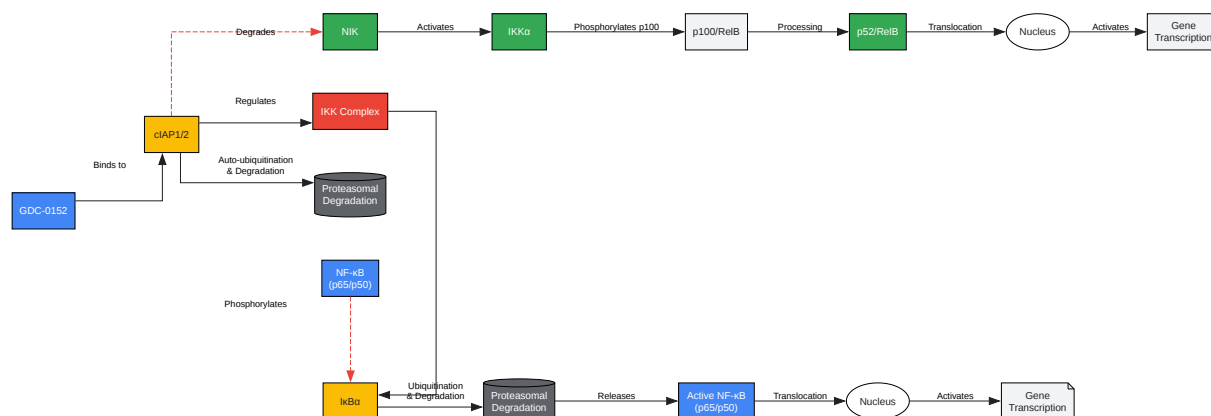 Degrades
NIK
Activates
IKKα
Phosphorylates p100
p100/RelB
Processing
p52/RelB
Translocation
Nucleus
Activates
Gene
Transcription
Regulates
IKK Complex
cIAP1/2
Binds to
Auto-ubiquitination
& Degradation
Proteasomal
Degradation
GDC-0152
NF-κB
(p65/p50)
Phosphorylates
IκBα
Ubiquitination
& Degradation
Proteasomal
Degradation
Releases
Active NF-κB
(p65/p50)
Translocation
Nucleus
Activates
Gene
Transcription